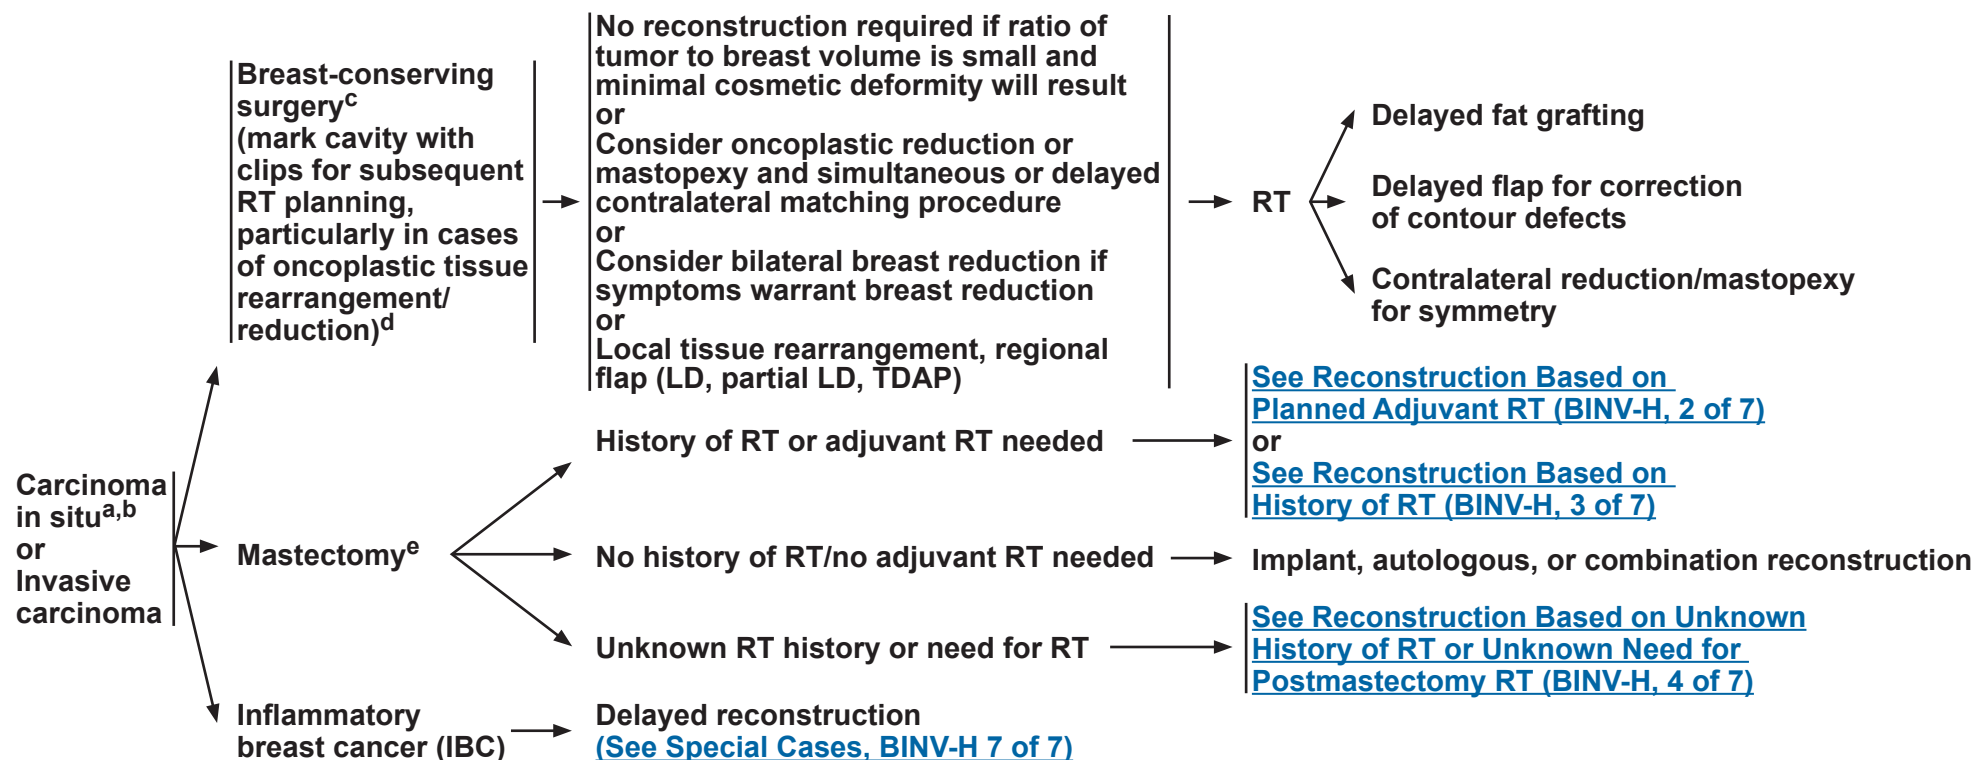 Breast-conserving
surgeryc
(mark cavity with
clips for subsequent
RT planning,
particularly in cases
of oncoplastic tissue
rearrangement/
reduction)d
No reconstruction required if ratio of
tumor to breast volume is small and
minimal cosmetic deformity will result
or
Consider oncoplastic reduction or
mastopexy and simultaneous or delayed
contralateral matching procedure
or
Consider bilateral breast reduction if
symptoms warrant breast reduction
or
Local tissue rearrangement, regional
flap (LD, partial LD, TDAP)
RT
Delayed fat grafting
Delayed flap for correction
of contour defects
Contralateral reduction/mastopexy
for symmetry
Carcinoma
in situa,b
or
Invasive
carcinoma
Mastectomye
History of RT or adjuvant RT needed
See Reconstruction Based on
Planned Adjuvant RT (BINV-H, 2 of 7)
or
See Reconstruction Based on
History of RT (BINV-H, 3 of 7)
No history of RT/no adjuvant RT needed
Implant, autologous, or combination reconstruction
Unknown RT history or need for RT
See Reconstruction Based on Unknown
History of RT or Unknown Need for
Postmastectomy RT (BINV-H, 4 of 7)
Inflammatory
breast cancer (IBC)
Delayed reconstruction
(See Special Cases, BINV-H 7 of 7)